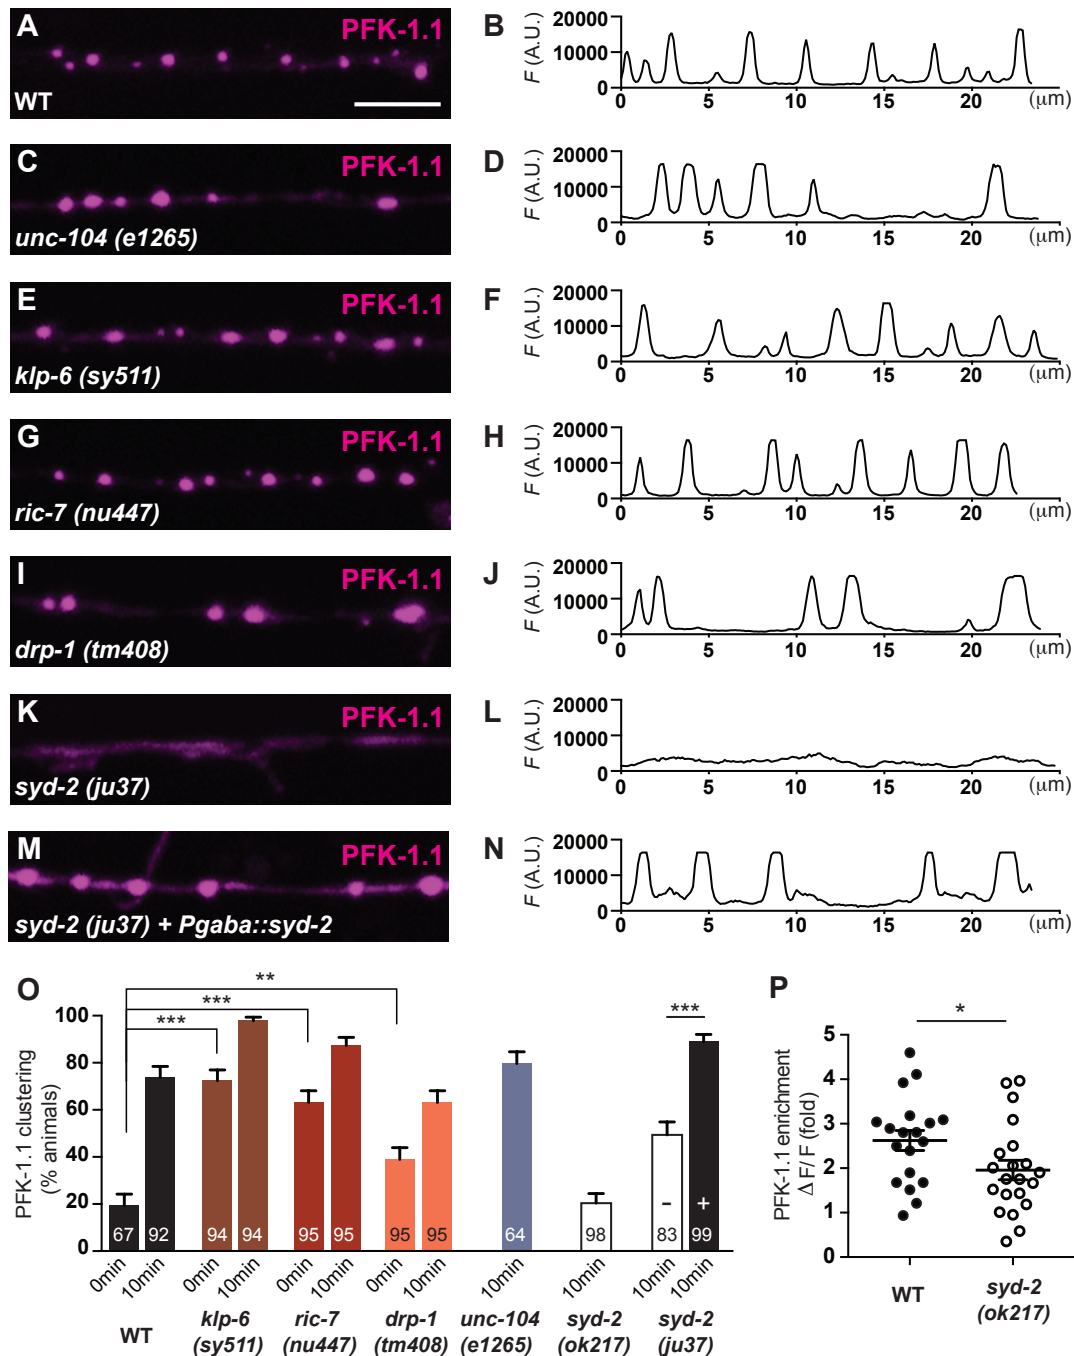 A PFK-1.1
WT
B
F (A.U.)
20000
10000
0
0 5 10 15 20 (μm)
C PFK-1.1
unc-104 (e1265)
D
F (A.U.)
20000
10000
0
0 5 10 15 20 (μm)
E PFK-1.1
klp-6 (sy511)
F
F (A.U.)
20000
10000
0
0 5 10 15 20 (μm)
G PFK-1.1
ric-7 (nu447)
H
F (A.U.)
20000
10000
0
0 5 10 15 20 (μm)
I PFK-1.1
drp-1 (tm408)
J
F (A.U.)
20000
10000
0
0 5 10 15 20 (μm)
K PFK-1.1
syd-2 (ju37)
L
F (A.U.)
20000
10000
0
0 5 10 15 20 (μm)
M PFK-1.1
syd-2 (ju37) + Pgaba::syd-2
N
F (A.U.)
20000
10000
0
0 5 10 15 20 (μm)
O
PFK-1.1 clustering
(% animals)
100
80
60
40
20
0
**
***
***
***
- +
67 92 94 94 95 95 95 95 64 98 83 99
0min 10min 0min 10min 0min 10min 0min 10min 10min 10min 10min 10min
WT
klp-6
(sy511)
ric-7
(nu447)
drp-1
(tm408)
unc-104
(e1265)
syd-2
(ok217)
syd-2
(ju37)
P
PFK-1.1 enrichment
Δ F/ F (fold)
5
4
3
2
1
0
*
WT
syd-2
(ok217)